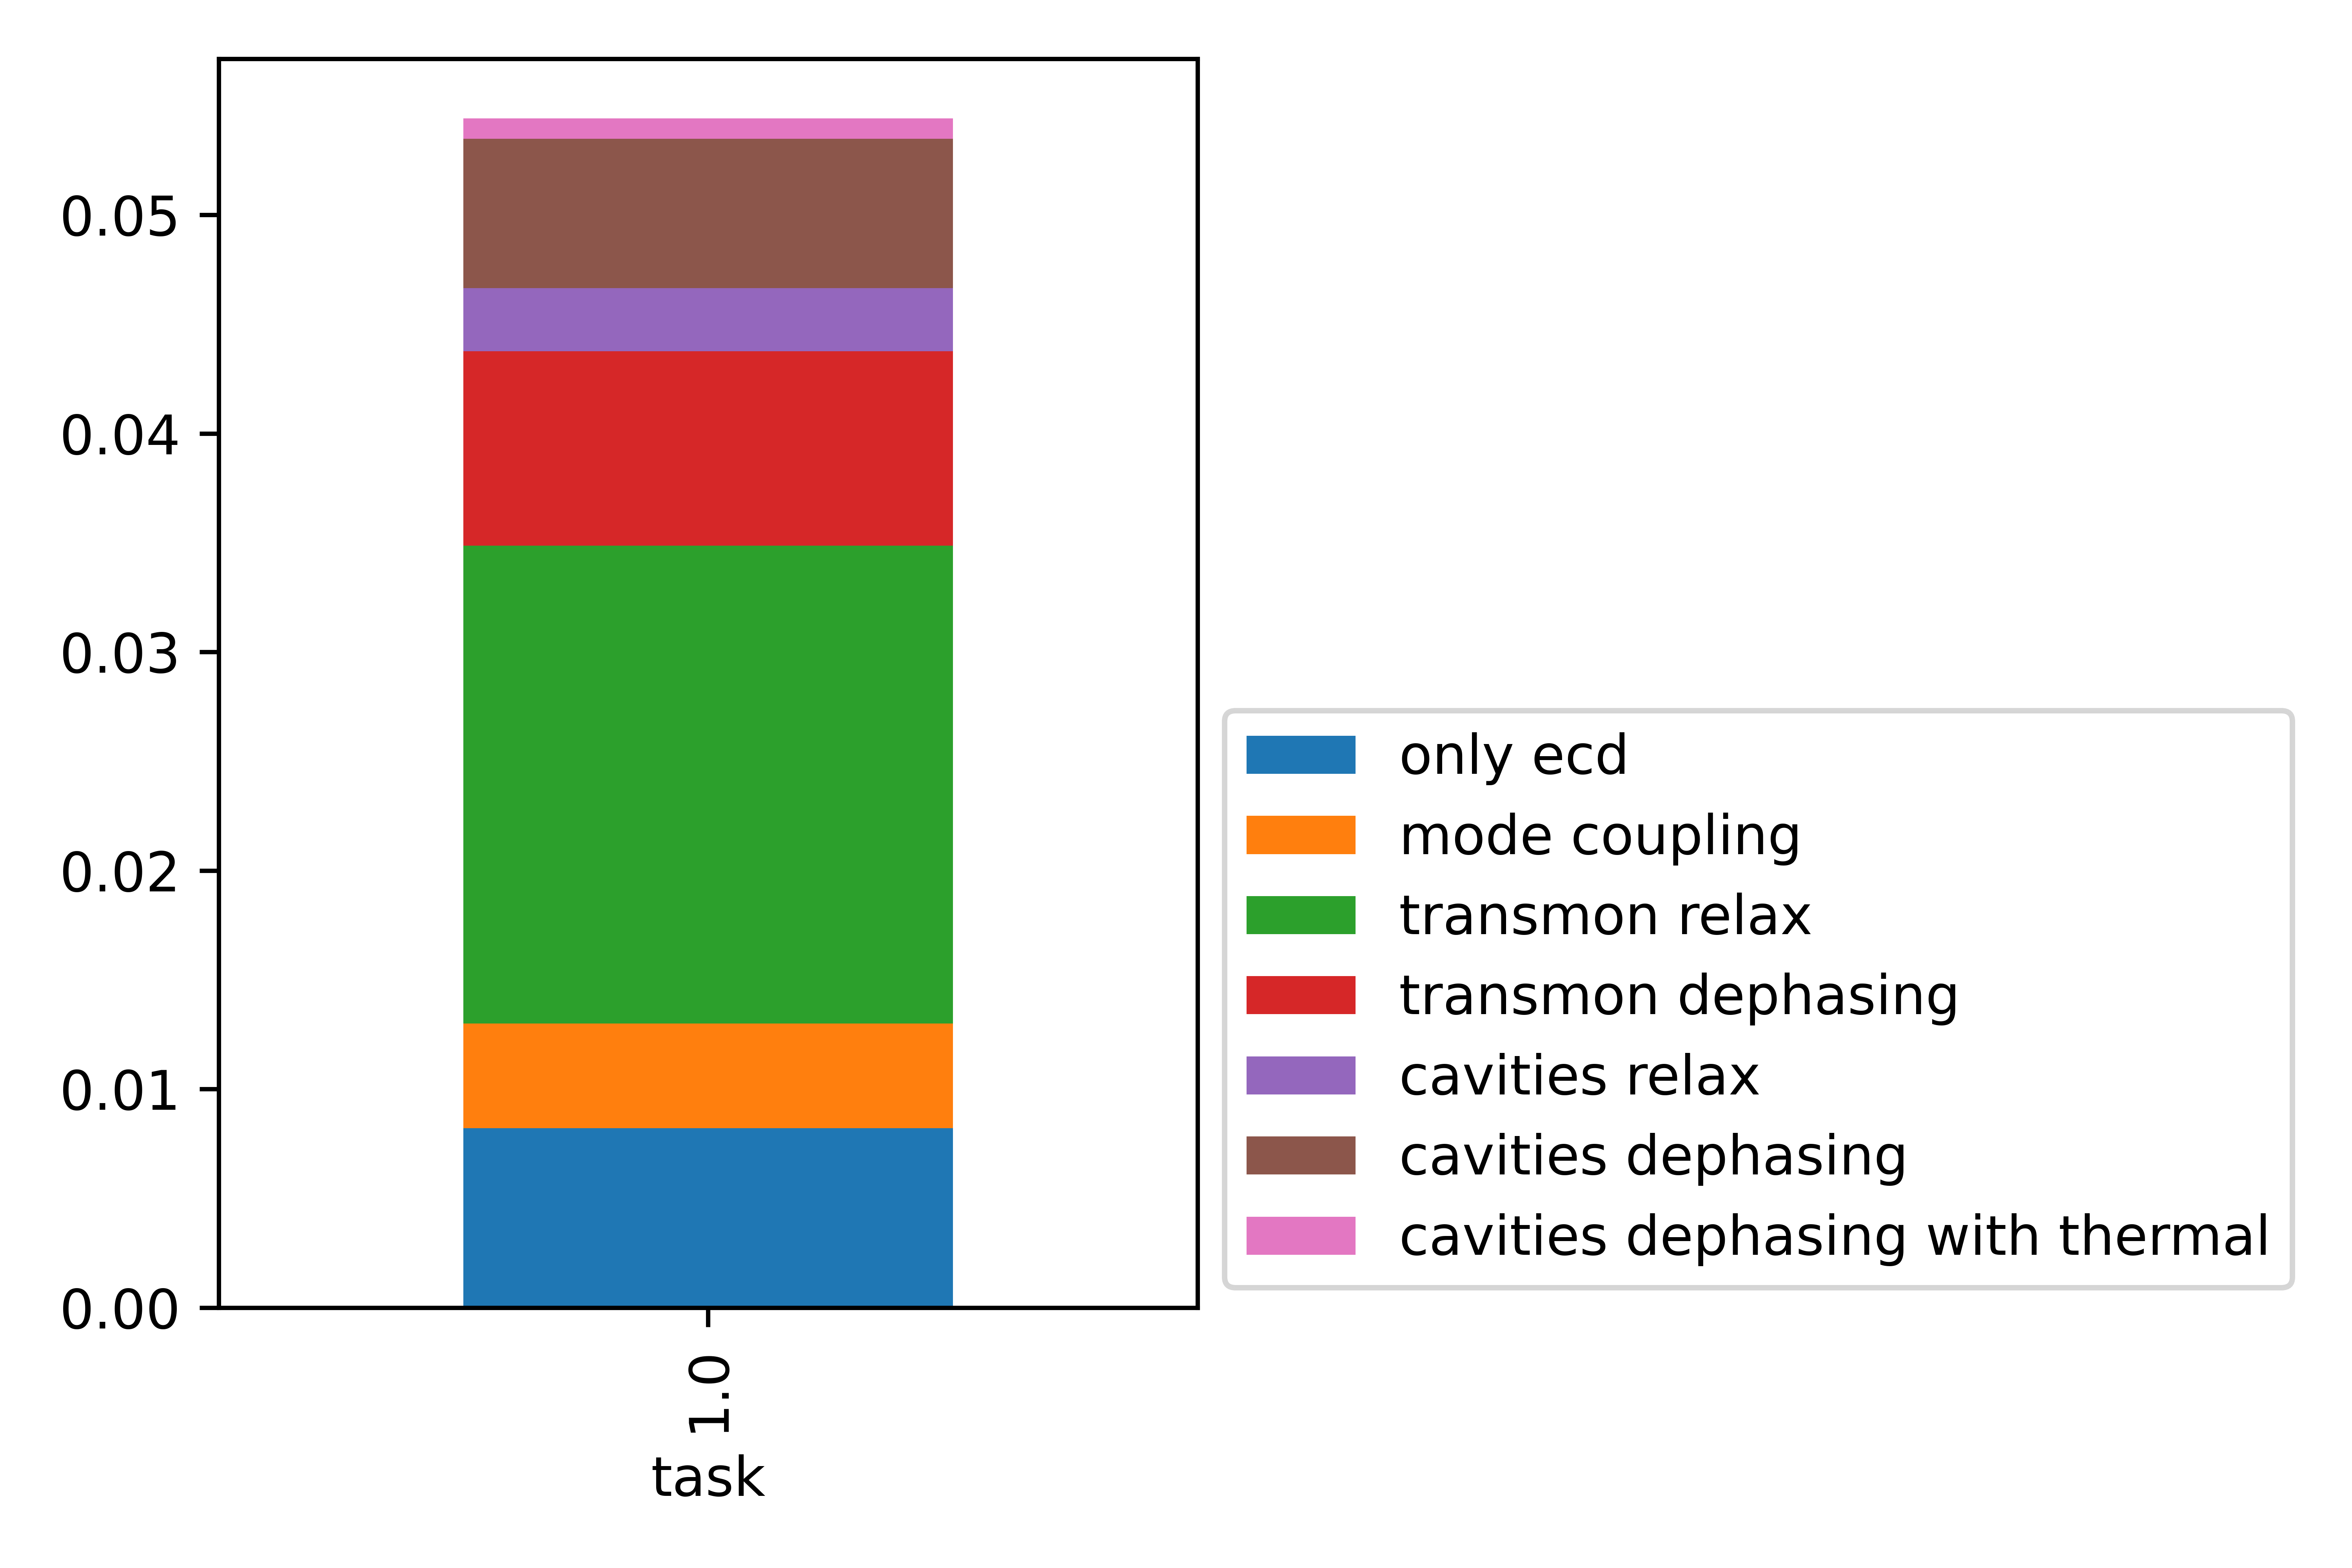 0.05
0.04
0.03
0.02
0.01
0.00
1.0
task
only ecd
mode coupling
transmon relax
transmon dephasing
cavities relax
cavities dephasing
cavities dephasing with thermal